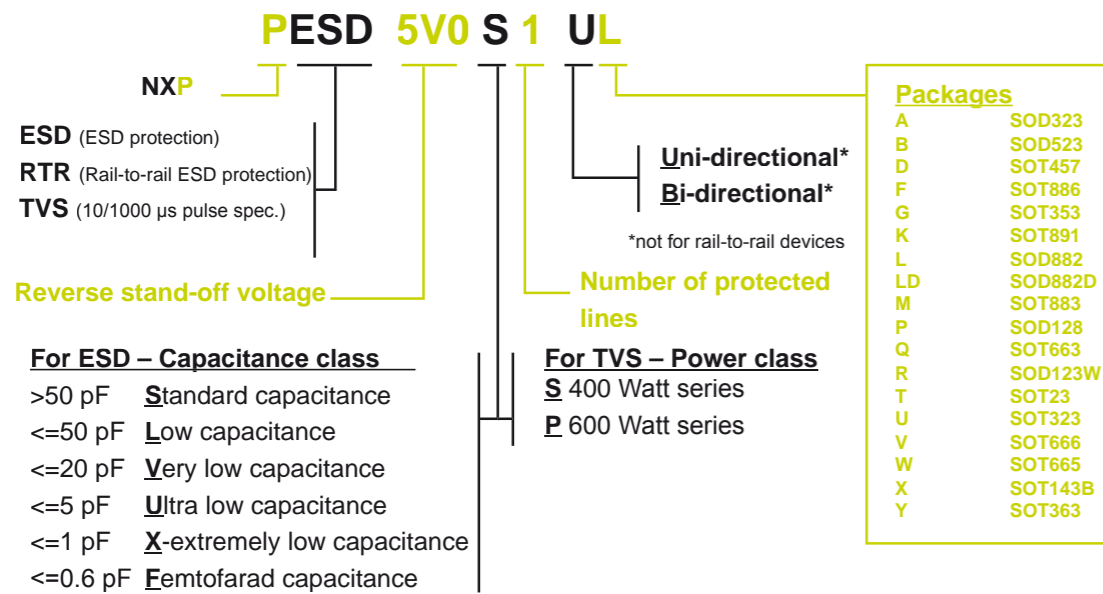 PESD 5V0 S 1 UL
NXP
ESD (ESD protection)
RTR (Rail-to-rail ESD protection)
TVS (10/1000 µs pulse spec.)
Uni-directional*
Bi-directional*
*not for rail-to-rail devices
Reverse stand-off voltage
Number of protected
lines
For ESD – Capacitance class
>50 pF Standard capacitance
<=50 pF Low capacitance
<=20 pF Very low capacitance
<=5 pF Ultra low capacitance
<=1 pF X-extremely low capacitance
<=0.6 pF Femtofarad capacitance
For TVS – Power class
S 400 Watt series
P 600 Watt series
Packages
A SOD323
B SOD523
D SOT457
F SOT886
G SOT353
K SOT891
L SOD882
LD SOD882D
M SOT883
P SOD128
Q SOT663
R SOD123W
T SOT23
U SOT323
V SOT666
W SOT665
X SOT143B
Y SOT363